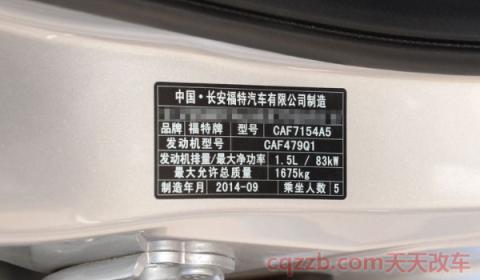 中国·长安福特汽车有限公司制造
品牌 福特牌 型号 CAF7154A5
发动机型号 CAF479Q1
发动机排量/最大净功率 1.5L / 83kW
最大允许总质量 1675kg
制造年月 2014-09 乘坐人数 5
cqzzb.com天天改车